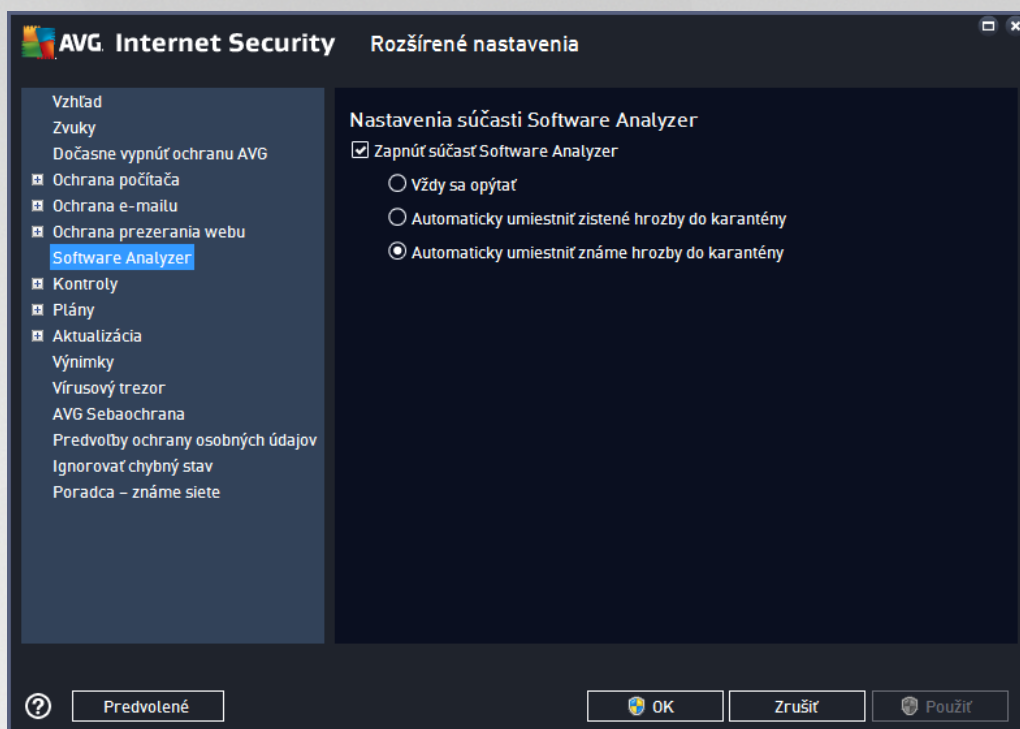 AVG. Internet Security
Rozšírené nastavenia
Vzhľad
Zvuky
Dočasne vypnúť ochranu AVG
Ochrana počítača
Ochrana e-mailu
Ochrana prezerania webu
Software Analyzer
Kontroly
Plány
Aktualizácia
Výnimky
Vírusový trezor
AVG Sebaochrana
Predvoľby ochrany osobných údajov
Ignorovať chybný stav
Poradca – známe siete
Nastavenia súčasti Software Analyzer
Zapnúť súčasť Software Analyzer
Vždy sa opýtať
Automaticky umiestniť zistené hrozby do karantény
Automaticky umiestniť známe hrozby do karantény
?
Predvolené
OK
Zrušiť
Použiť